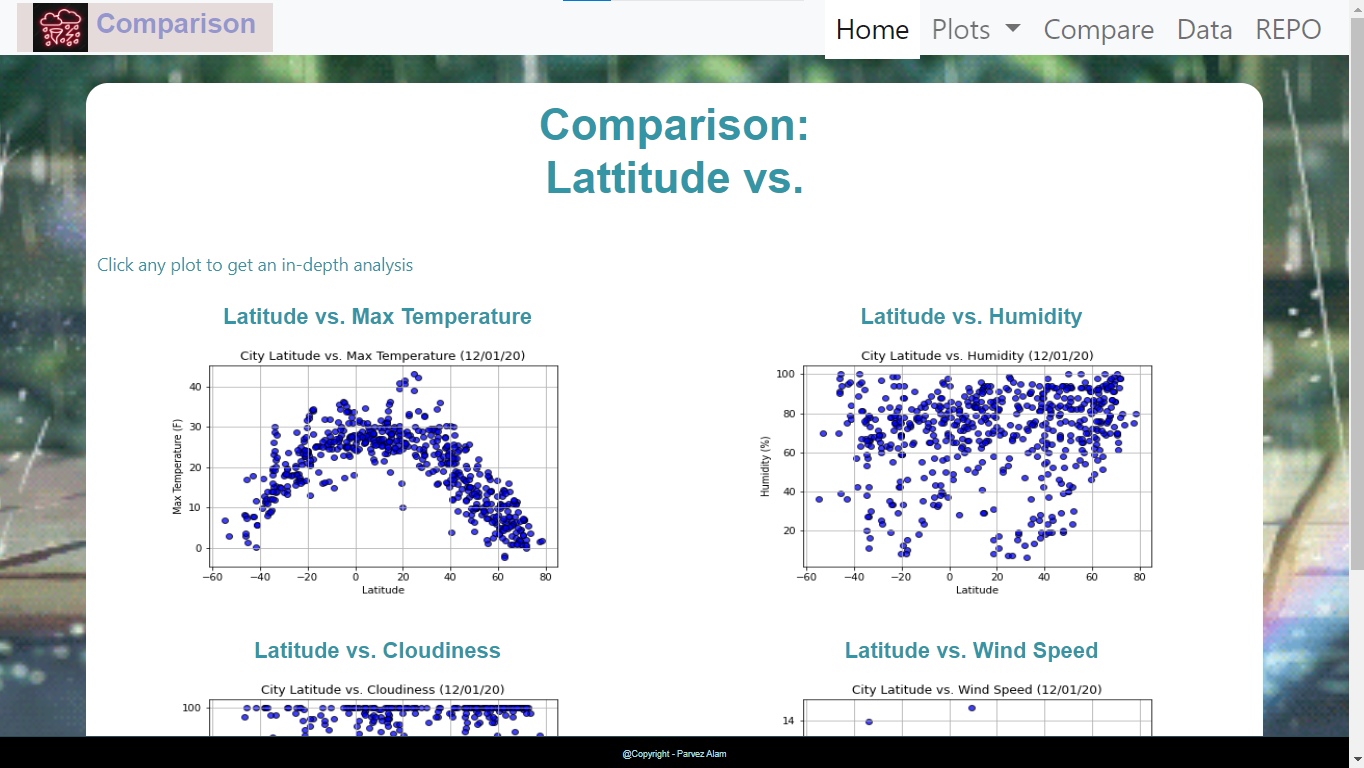 Comparison
Home Plots Compare Data REPO
Comparison:
Lattitude vs.
Click any plot to get an in-depth analysis
Latitude vs. Max Temperature
City Latitude vs. Max Temperature (12/01/20)
Max Temperature (F)
40
30
20
10
0
−60 −40 −20 0 20 40 60 80
Latitude
Latitude vs. Humidity
City Latitude vs. Humidity (12/01/20)
Humidity (%)
100
80
60
40
20
−60 −40 −20 0 20 40 60 80
Latitude
Latitude vs. Cloudiness
City Latitude vs. Cloudiness (12/01/20)
100
Latitude vs. Wind Speed
City Latitude vs. Wind Speed (12/01/20)
14
@Copyright - Parvez Alam